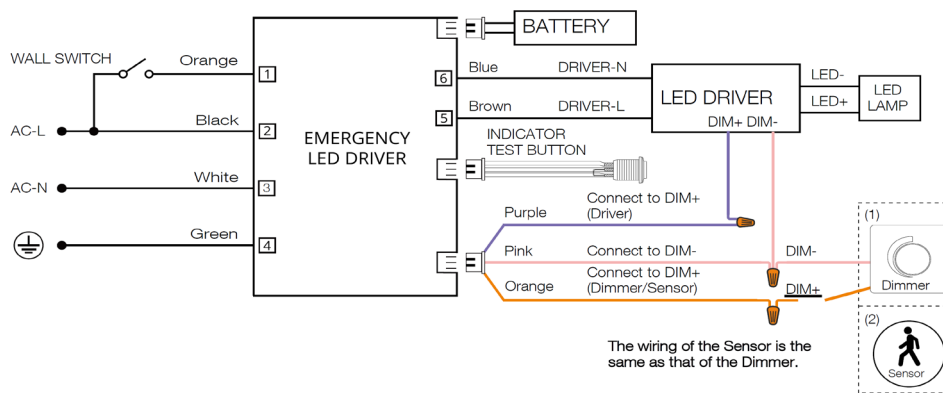 BATTERY
WALL SWITCH
Orange
1
6
Blue
DRIVER-N
LED DRIVER
LED-
LED LAMP
LED+
AC-L
Black
2
5
Brown
DRIVER-L
DIM+ DIM-
EMERGENCY
LED DRIVER
INDICATOR
TEST BUTTON
AC-N
White
3
Purple
Connect to DIM+
(Driver)
Green
4
Pink
Connect to DIM-
DIM-
Orange
Connect to DIM+
(Dimmer/Sensor)
DIM+
(1)
Dimmer
(2)
Sensor
The wiring of the Sensor is the
same as that of the Dimmer.